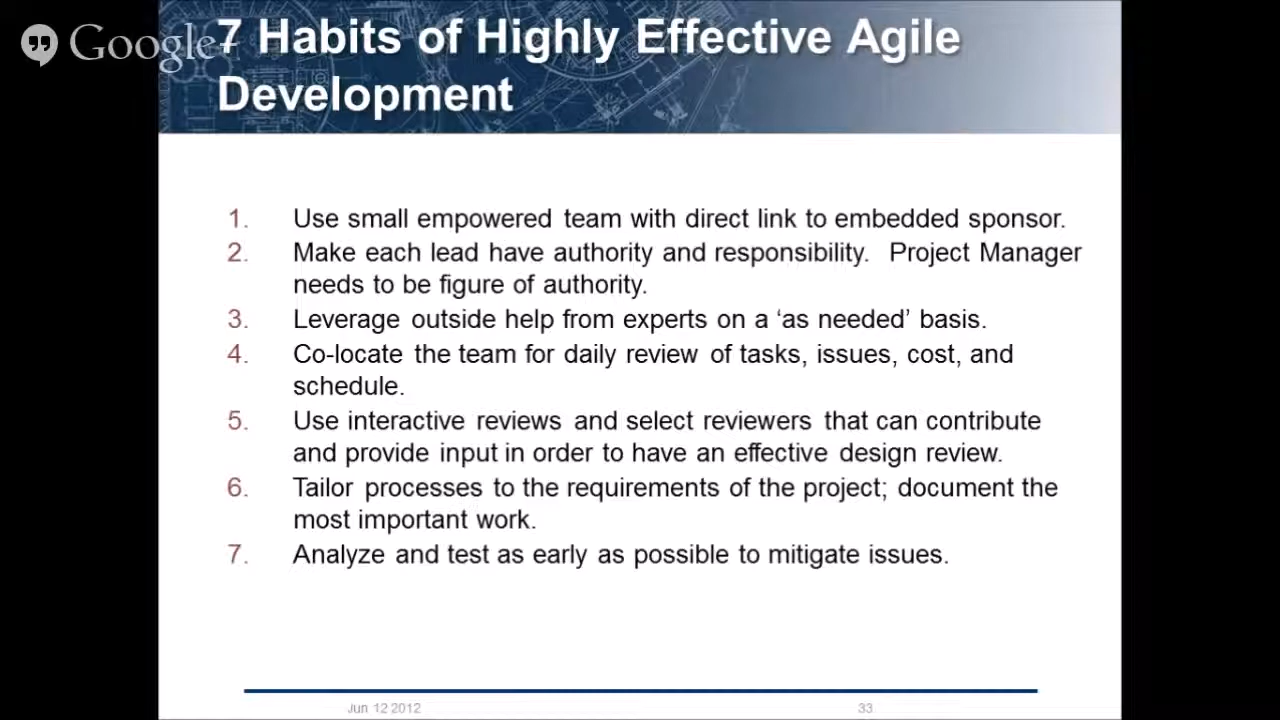 Google+
7 Habits of Highly Effective Agile
Development
1. Use small empowered team with direct link to embedded sponsor.
2. Make each lead have authority and responsibility. Project Manager
needs to be figure of authority.
3. Leverage outside help from experts on a ‘as needed’ basis.
4. Co-locate the team for daily review of tasks, issues, cost, and
schedule.
5. Use interactive reviews and select reviewers that can contribute
and provide input in order to have an effective design review.
6. Tailor processes to the requirements of the project; document the
most important work.
7. Analyze and test as early as possible to mitigate issues.
Jun 12 2012 33